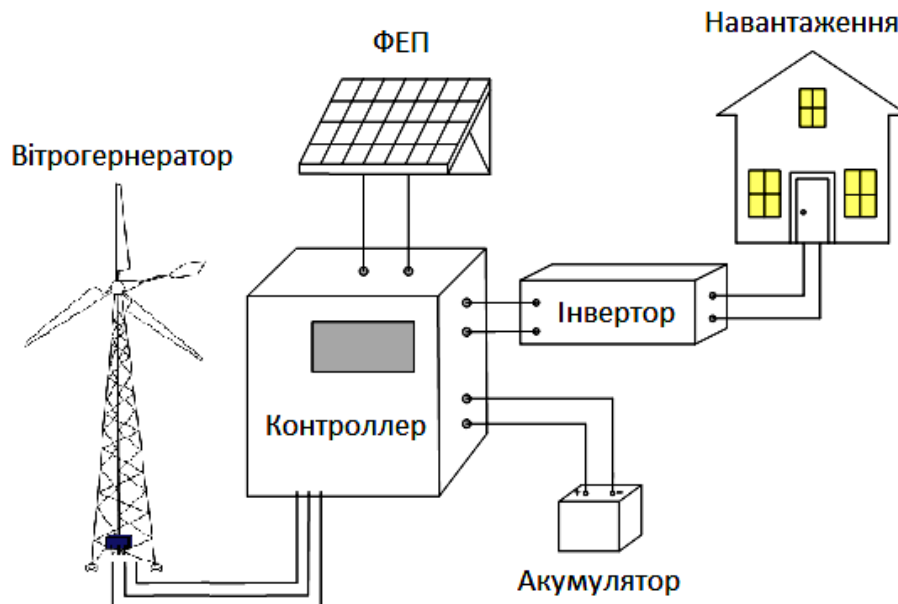 ФЕП
Навантаження
Вітрогернератор
Інвертор
Контроллер
Акумулятор